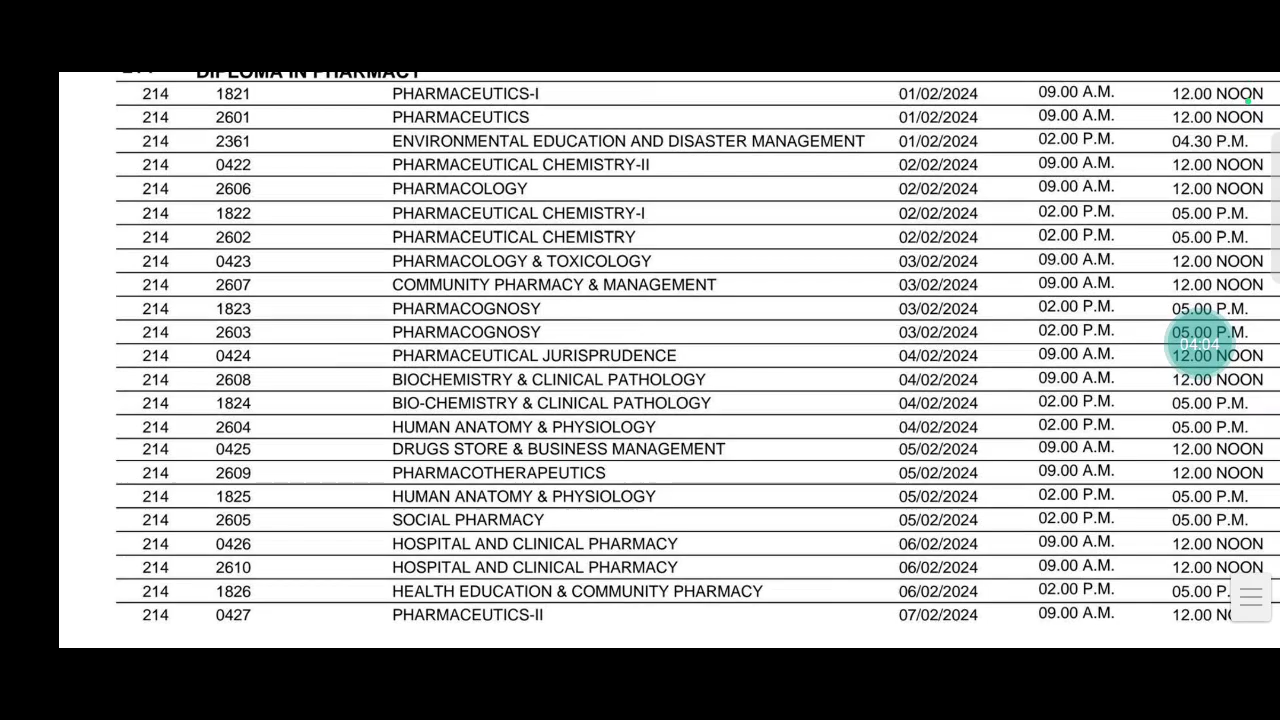 DIPLOMA IN PHARMACY
214 1821 PHARMACEUTICS-I 01/02/2024 09.00 A.M. 12.00 NOON
214 2601 PHARMACEUTICS 01/02/2024 09.00 A.M. 12.00 NOON
214 2361 ENVIRONMENTAL EDUCATION AND DISASTER MANAGEMENT 01/02/2024 02.00 P.M. 04.30 P.M.
214 0422 PHARMACEUTICAL CHEMISTRY-II 02/02/2024 09.00 A.M. 12.00 NOON
214 2606 PHARMACOLOGY 02/02/2024 09.00 A.M. 12.00 NOON
214 1822 PHARMACEUTICAL CHEMISTRY-I 02/02/2024 02.00 P.M. 05.00 P.M.
214 2602 PHARMACEUTICAL CHEMISTRY 02/02/2024 02.00 P.M. 05.00 P.M.
214 0423 PHARMACOLOGY & TOXICOLOGY 03/02/2024 09.00 A.M. 12.00 NOON
214 2607 COMMUNITY PHARMACY & MANAGEMENT 03/02/2024 09.00 A.M. 12.00 NOON
214 1823 PHARMACOGNOSY 03/02/2024 02.00 P.M. 05.00 P.M.
214 2603 PHARMACOGNOSY 03/02/2024 02.00 P.M. 05.00 P.M.
04:04
214 0424 PHARMACEUTICAL JURISPRUDENCE 04/02/2024 09.00 A.M. 12.00 NOON
214 2608 BIOCHEMISTRY & CLINICAL PATHOLOGY 04/02/2024 09.00 A.M. 12.00 NOON
214 1824 BIO-CHEMISTRY & CLINICAL PATHOLOGY 04/02/2024 02.00 P.M. 05.00 P.M.
214 2604 HUMAN ANATOMY & PHYSIOLOGY 04/02/2024 02.00 P.M. 05.00 P.M.
214 0425 DRUGS STORE & BUSINESS MANAGEMENT 05/02/2024 09.00 A.M. 12.00 NOON
214 2609 PHARMACOTHERAPEUTICS 05/02/2024 09.00 A.M. 12.00 NOON
214 1825 HUMAN ANATOMY & PHYSIOLOGY 05/02/2024 02.00 P.M. 05.00 P.M.
214 2605 SOCIAL PHARMACY 05/02/2024 02.00 P.M. 05.00 P.M.
214 0426 HOSPITAL AND CLINICAL PHARMACY 06/02/2024 09.00 A.M. 12.00 NOON
214 2610 HOSPITAL AND CLINICAL PHARMACY 06/02/2024 09.00 A.M. 12.00 NOON
214 1826 HEALTH EDUCATION & COMMUNITY PHARMACY 06/02/2024 02.00 P.M. 05.00 P.
214 0427 PHARMACEUTICS-II 07/02/2024 09.00 A.M. 12.00